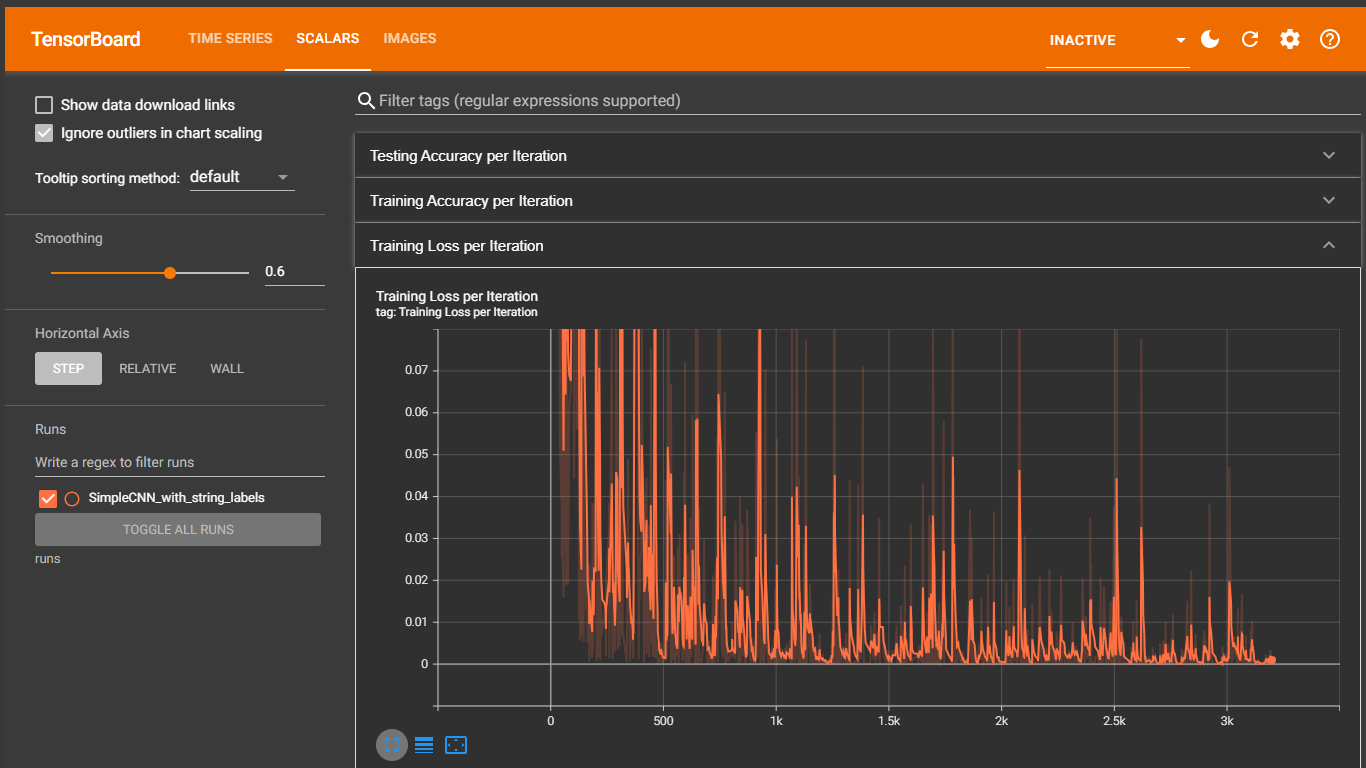 TensorBoard
TIME SERIES SCALARS IMAGES
INACTIVE
Show data download links
Ignore outliers in chart scaling
Tooltip sorting method: default
Smoothing
0.6
Horizontal Axis
STEP RELATIVE WALL
Runs
Write a regex to filter runs
SimpleCNN_with_string_labels
TOGGLE ALL RUNS
runs
Filter tags (regular expressions supported)
Testing Accuracy per Iteration
Training Accuracy per Iteration
Training Loss per Iteration
Training Loss per Iteration
tag: Training Loss per Iteration
0.07
0.06
0.05
0.04
0.03
0.02
0.01
0
0 500 1k 1.5k 2k 2.5k 3k